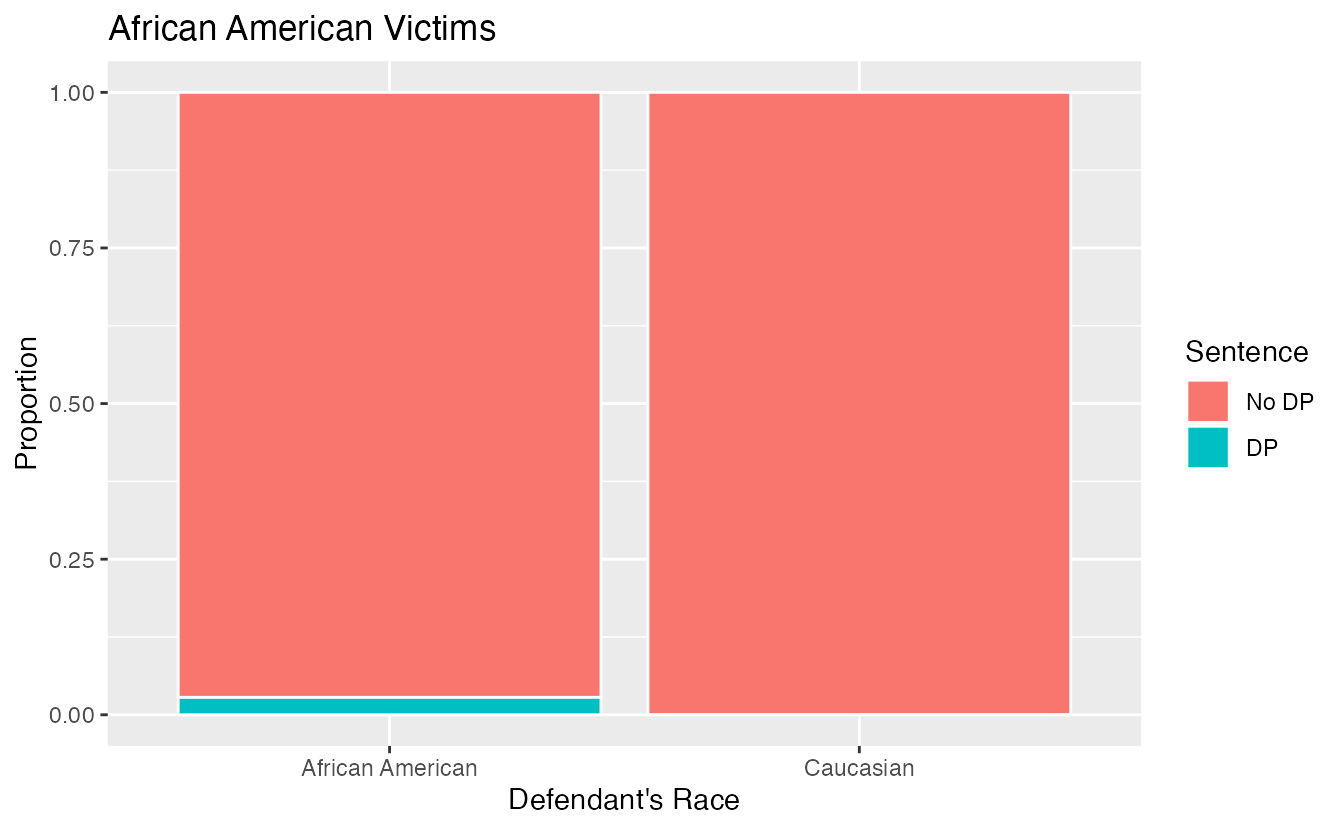 African American Victims
1.00
0.75
0.50
0.25
0.00
Proportion
African American
Caucasian
Defendant's Race
Sentence
No DP
DP